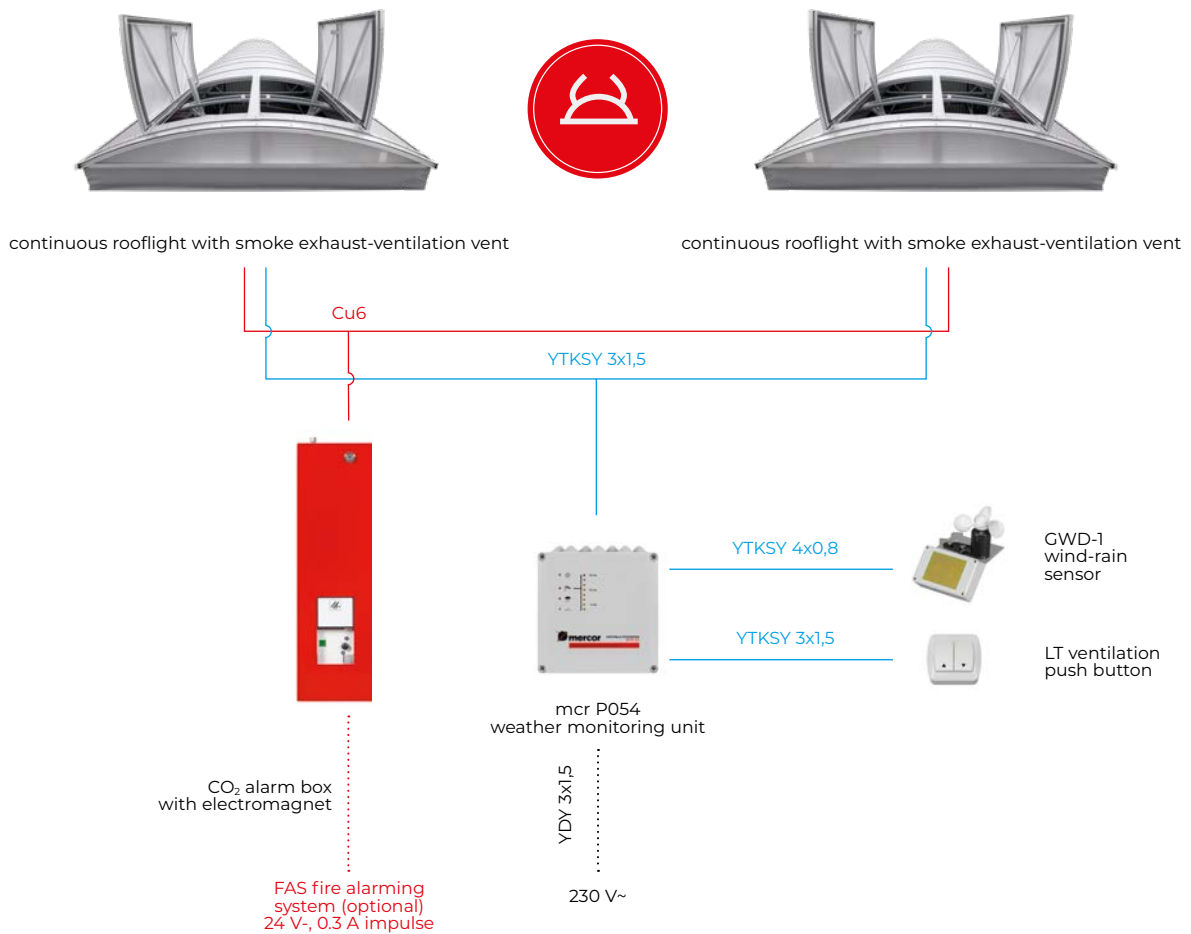 continuous rooflight with smoke exhaust-ventilation vent
continuous rooflight with smoke exhaust-ventilation vent
Cu6
YTKSY 3x1,5
YTKSY 4x0,8
GWD-1
wind-rain
sensor
YTKSY 3x1,5
LT ventilation
push button
mercor
mcr P054
weather monitoring unit
CO₂ alarm box
with electromagnet
YDY 3x1,5
FAS fire alarming
system (optional)
24 V-, 0.3 A impulse
230 V~